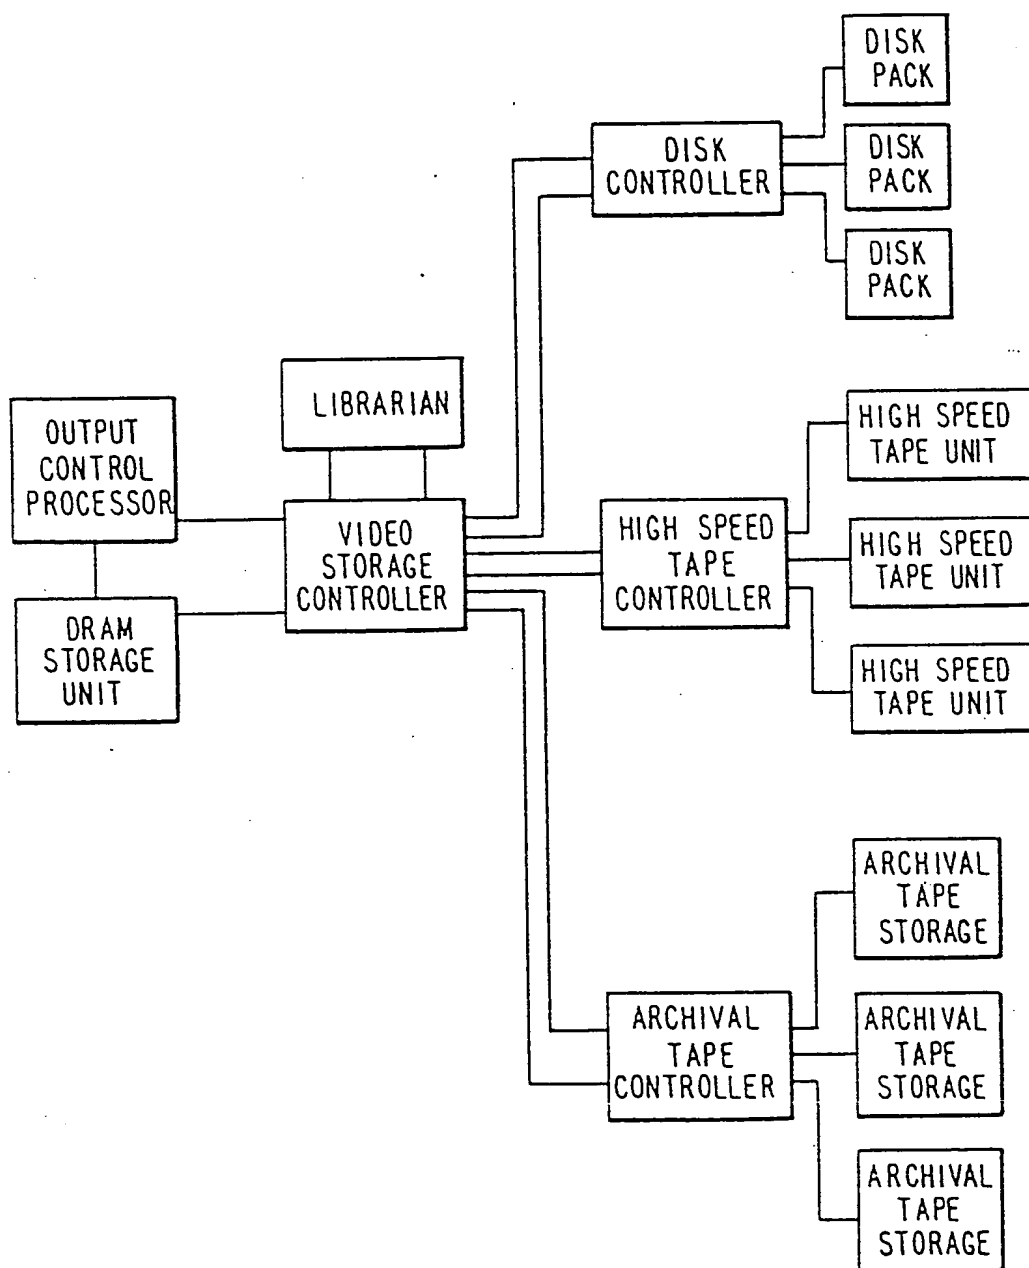 DISK
PACK
DISK
CONTROLLER
DISK
PACK
DISK
PACK
LIBRARIAN
OUTPUT
CONTROL
PROCESSOR
HIGH SPEED
TAPE UNIT
VIDEO
STORAGE
CONTROLLER
HIGH SPEED
TAPE
CONTROLLER
HIGH SPEED
TAPE UNIT
DRAM
STORAGE
UNIT
HIGH SPEED
TAPE UNIT
ARCHIVAL
TAPE
STORAGE
ARCHIVAL
TAPE
CONTROLLER
ARCHIVAL
TAPE
STORAGE
ARCHIVAL
TAPE
STORAGE